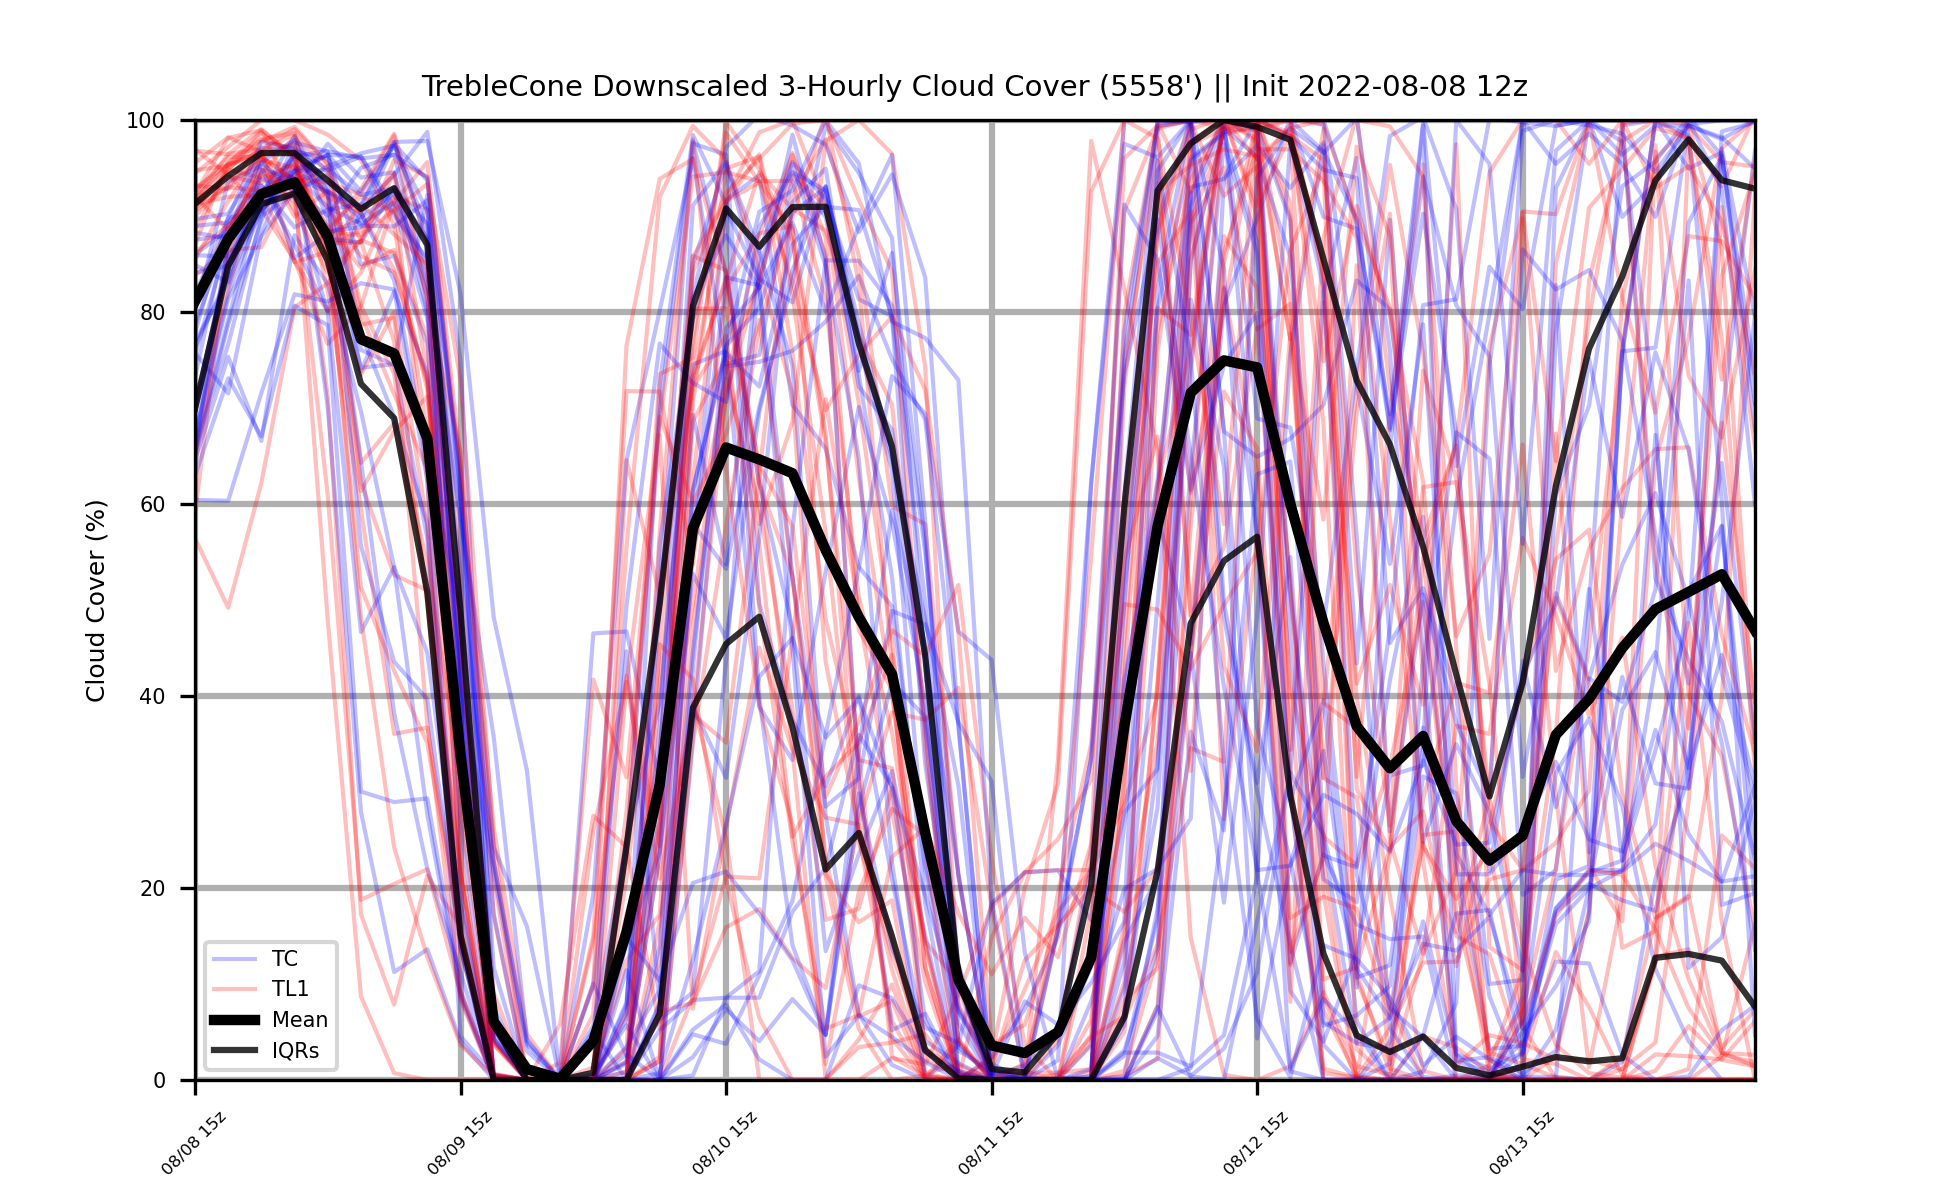 TrebleCone Downscaled 3-Hourly Cloud Cover (5558') || Init 2022-08-08 12z
Cloud Cover (%)
100
80
60
40
20
0
TC
TL1
Mean
IQRs
08/08 15z
08/09 15z
08/10 15z
08/11 15z
08/12 15z
08/13 15z